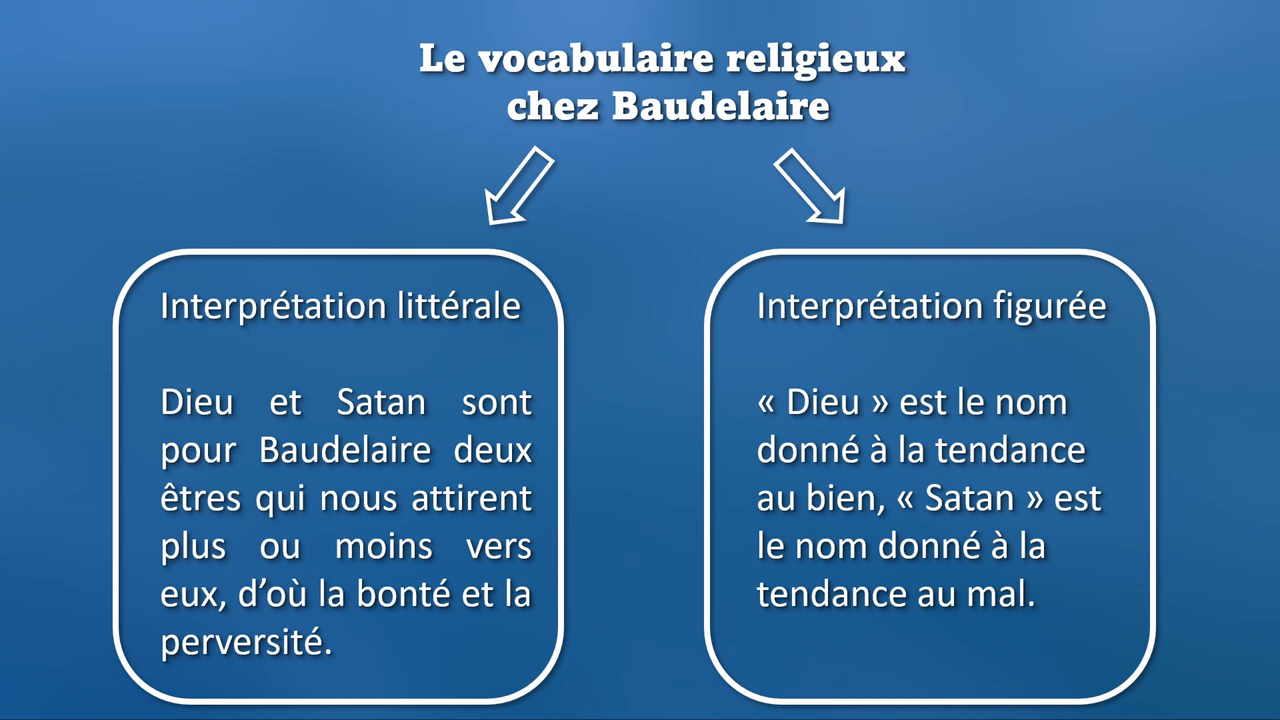 Le vocabulaire religieux
chez Baudelaire
Interprétation littérale
Dieu et Satan sont
pour Baudelaire deux
êtres qui nous attirent
plus ou moins vers
eux, d’où la bonté et la
perversité.
Interprétation figurée
« Dieu » est le nom
donné à la tendance
au bien, « Satan » est
le nom donné à la
tendance au mal.